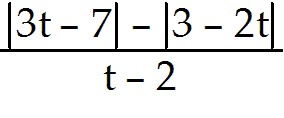 |3t – 7| – |3 – 2t|
t – 2